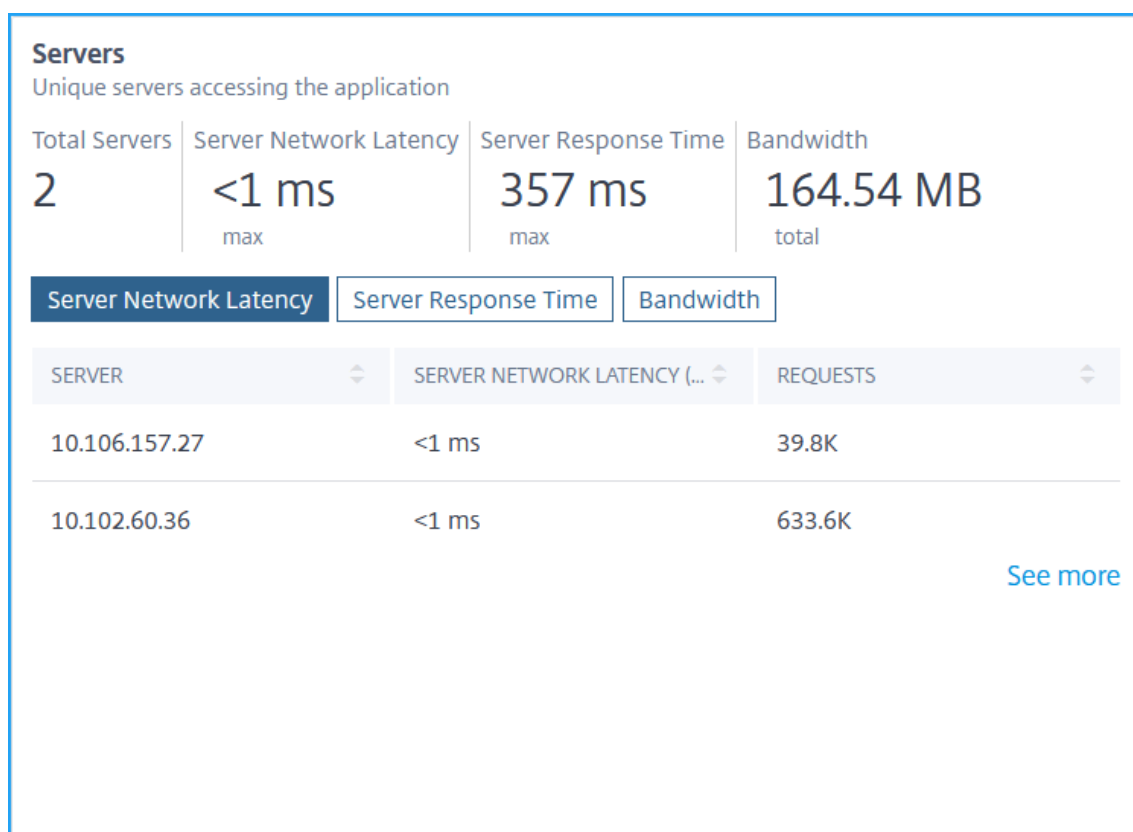 Servers
Unique servers accessing the application
Total Servers Server Network Latency Server Response Time Bandwidth
2 <1 ms 357 ms 164.54 MB
max max total
Server Network Latency Server Response Time Bandwidth
SERVER SERVER NETWORK LATENCY (... REQUESTS
10.106.157.27 <1 ms 39.8K
10.102.60.36 <1 ms 633.6K
See more